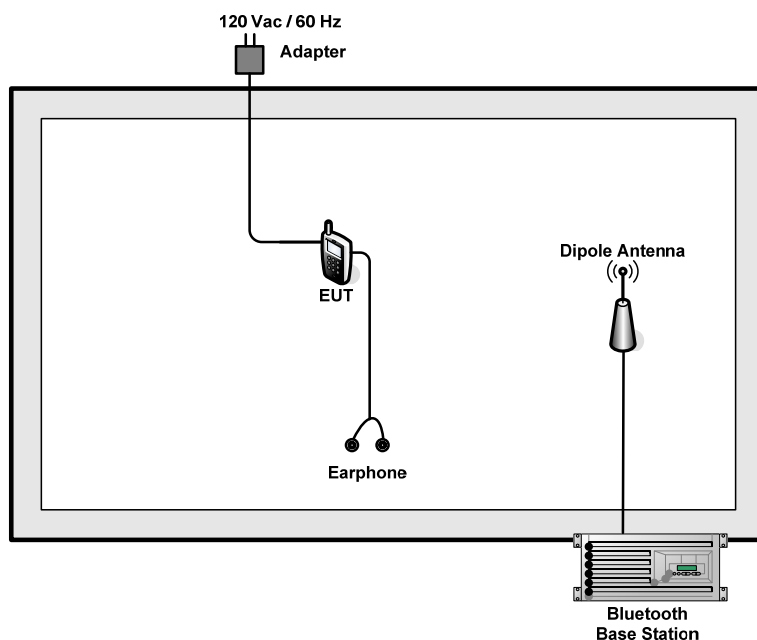 120 Vac / 60 Hz
Adapter
Dipole Antenna
EUT
Earphone
Bluetooth
Base Station